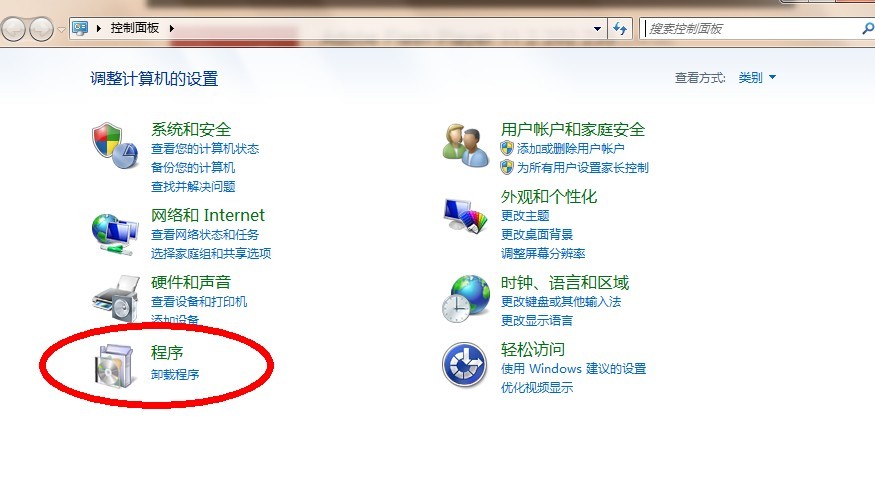 控制面板
搜索控制面板
调整计算机的设置
查看方式: 类别
系统和安全
查看您的计算机状态
备份您的计算机
查找并解决问题
网络和 Internet
查看网络状态和任务
选择家庭组和共享选项
硬件和声音
查看设备和打印机
添加设备
程序
卸载程序
用户帐户和家庭安全
添加或删除用户帐户
为所有用户设置家长控制
外观和个性化
更改主题
更改桌面背景
调整屏幕分辨率
时钟、语言和区域
更改键盘或其他输入法
更改显示语言
轻松访问
使用 Windows 建议的设置
优化视频显示